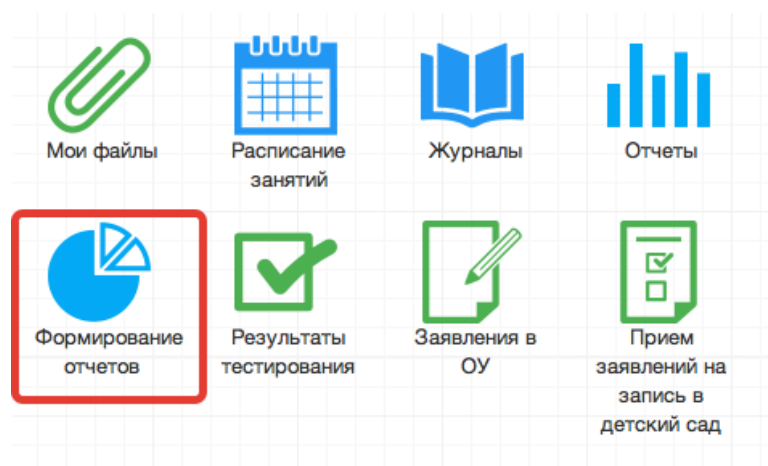 Мои файлы
Расписание
занятий
Журналы
Отчеты
Формирование
отчетов
Результаты
тестирования
Заявления в
ОУ
Прием
заявлений на
запись в
детский сад